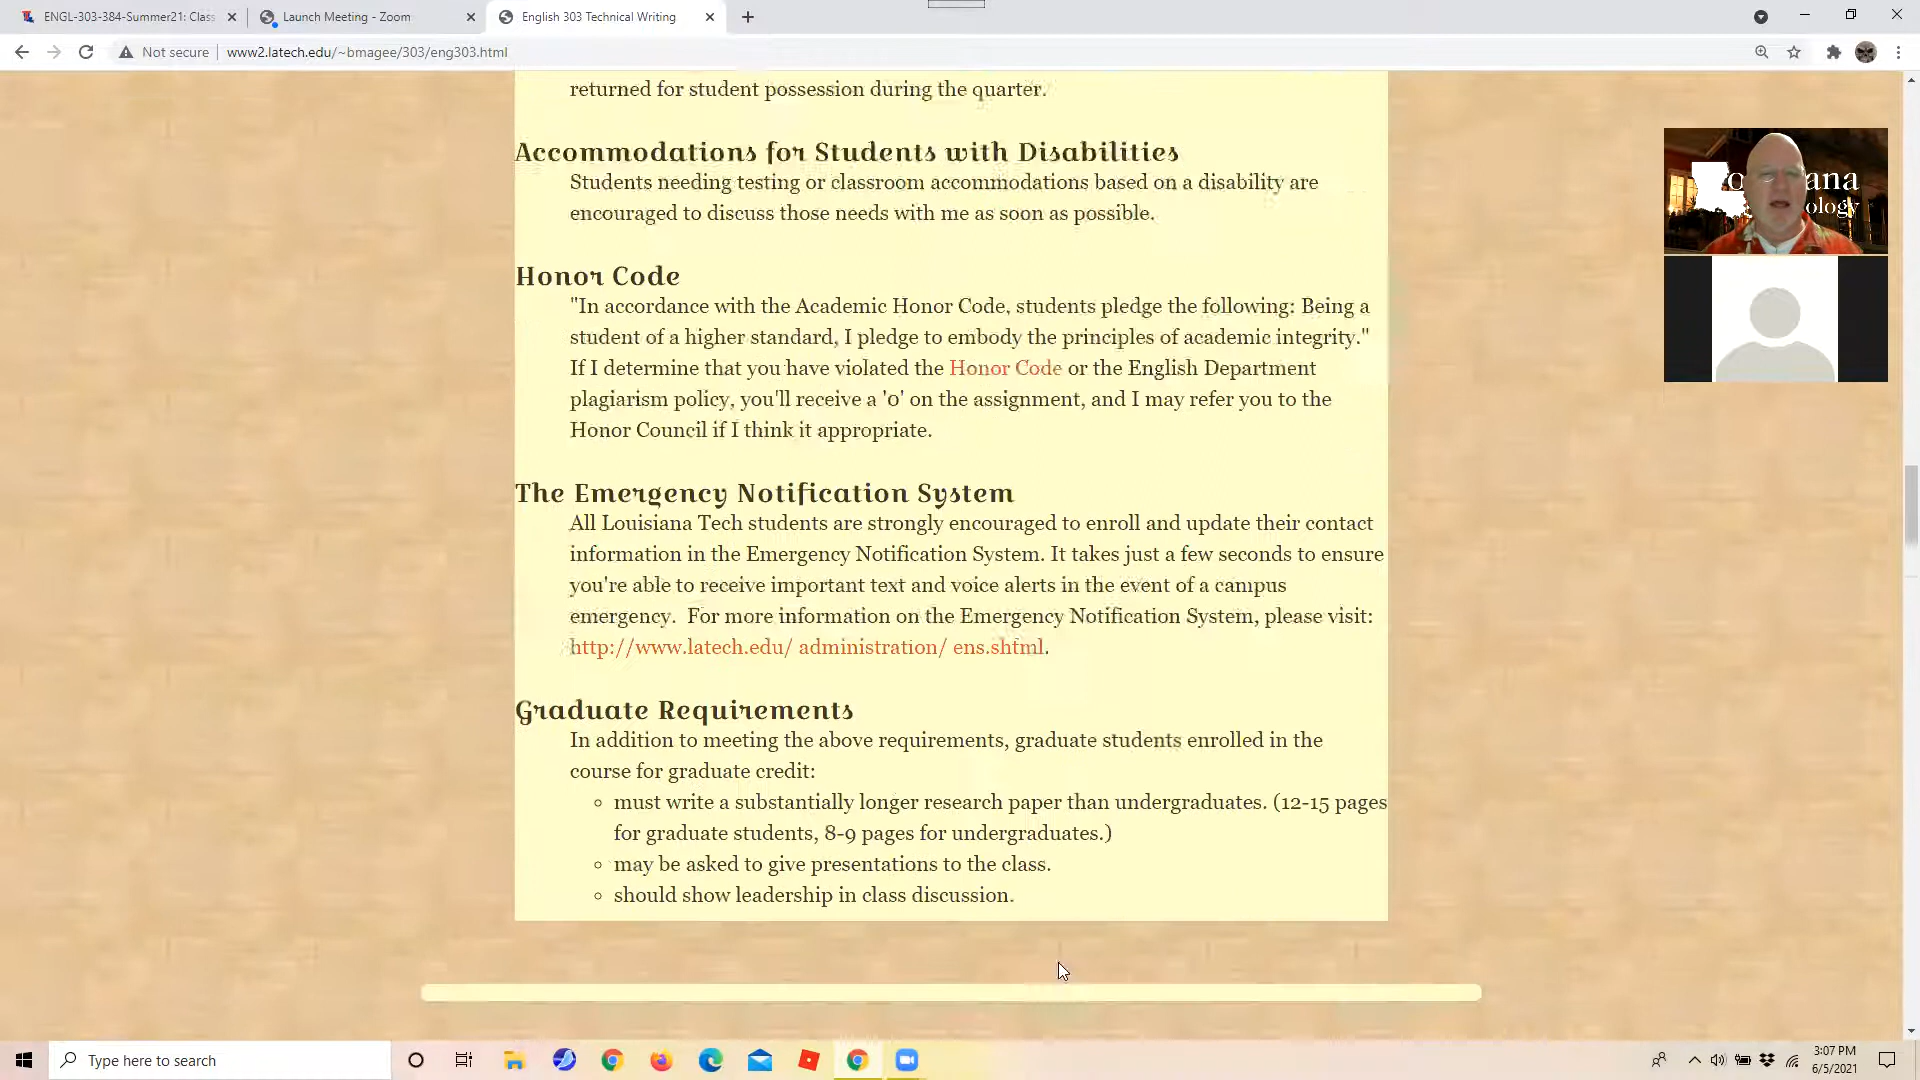 ENGL-303-384-Summer21: Class
Launch Meeting - Zoom
English 303 Technical Writing
Not secure
www2.latech.edu/~bmagee/303/eng303.html
returned for student possession during the quarter.
Accommodations for Students with Disabilities
Students needing testing or classroom accommodations based on a disability are
encouraged to discuss those needs with me as soon as possible.
Honor Code
"In accordance with the Academic Honor Code, students pledge the following: Being a
student of a higher standard, I pledge to embody the principles of academic integrity."
If I determine that you have violated the Honor Code or the English Department
plagiarism policy, you'll receive a '0' on the assignment, and I may refer you to the
Honor Council if I think it appropriate.
The Emergency Notification System
All Louisiana Tech students are strongly encouraged to enroll and update their contact
information in the Emergency Notification System. It takes just a few seconds to ensure
you're able to receive important text and voice alerts in the event of a campus
emergency.  For more information on the Emergency Notification System, please visit:
http://www.latech.edu/ administration/ ens.shtml.
Graduate Requirements
In addition to meeting the above requirements, graduate students enrolled in the
course for graduate credit:
must write a substantially longer research paper than undergraduates. (12-15 pages
for graduate students, 8-9 pages for undergraduates.)
may be asked to give presentations to the class.
should show leadership in class discussion.
Type here to search
3:07 PM
6/5/2021